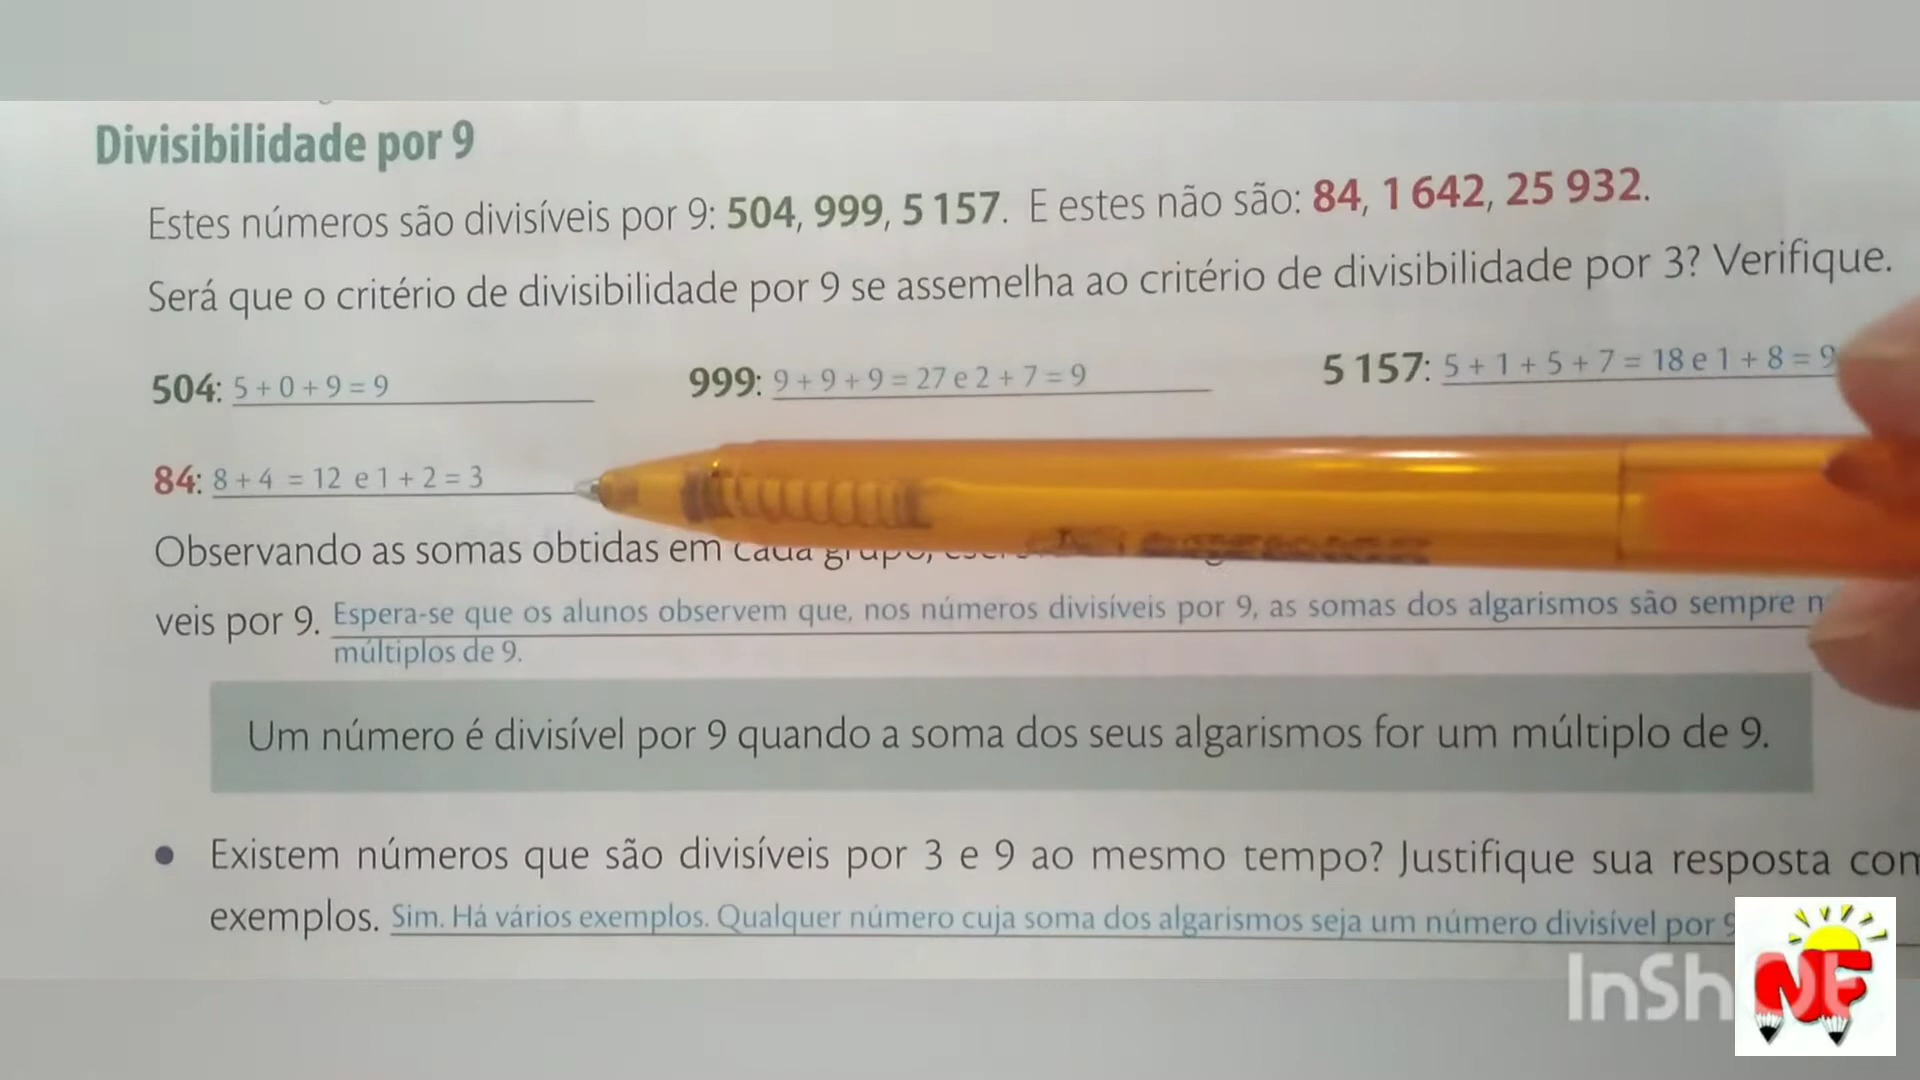 Divisibilidade por 9
Estes números são divisíveis por 9: 504, 999, 5 157. E estes não são: 84, 1 642, 25 932.
Será que o critério de divisibilidade por 9 se assemelha ao critério de divisibilidade por 3? Verifique.
504: 5 + 0 + 9 = 9 999: 9 + 9 + 9 = 27 e 2 + 7 = 9 5 157: 5 + 1 + 5 + 7 = 18 e 1 + 8 = 9
84: 8 + 4 = 12 e 1 + 2 = 3
Observando as somas obtidas em cada grupo,
veis por 9. Espera-se que os alunos observem que, nos números divisíveis por 9, as somas dos algarismos são sempre
múltiplos de 9.
Um número é divisível por 9 quando a soma dos seus algarismos for um múltiplo de 9.
• Existem números que são divisíveis por 3 e 9 ao mesmo tempo? Justifique sua resposta com
exemplos. Sim. Há vários exemplos. Qualquer número cuja soma dos algarismos seja um número divisível por 9
InSh
NF